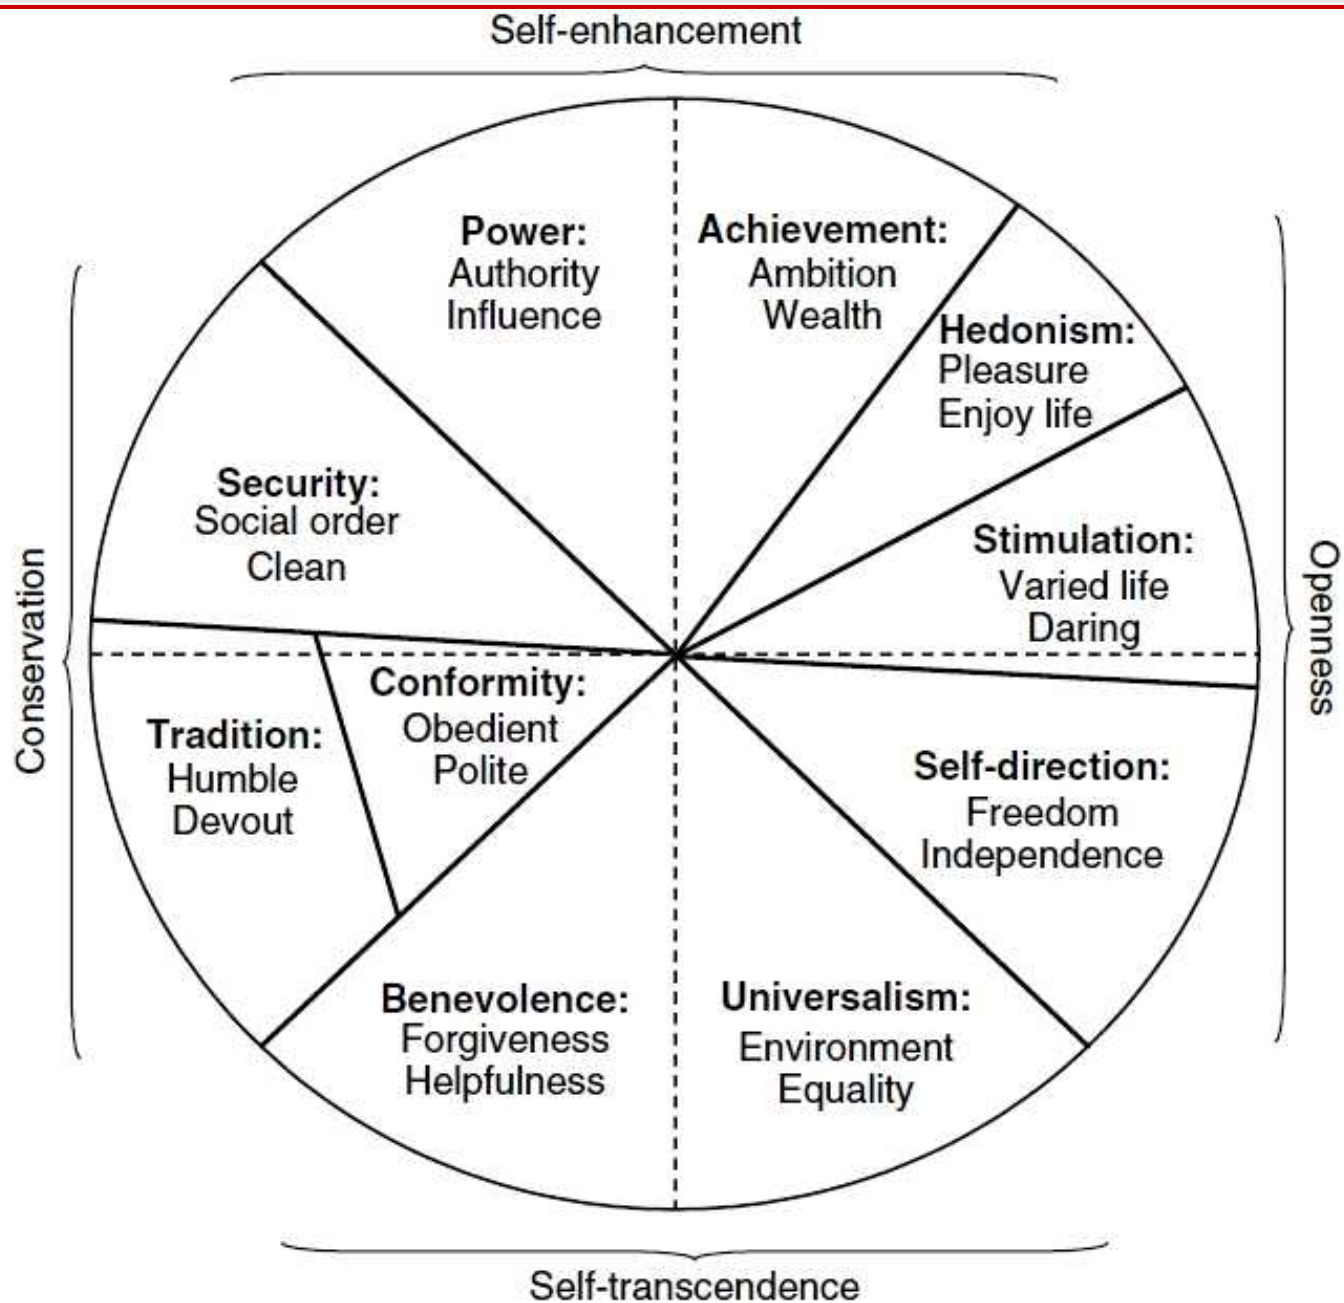 Self-enhancement
Power:
Authority
Influence
Achievement:
Ambition
Wealth
Hedonism:
Pleasure
Enjoy life
Stimulation:
Varied life
Daring
Openness
Self-direction:
Freedom
Independence
Universalism:
Environment
Equality
Benevolence:
Forgiveness
Helpfulness
Conformity:
Obedient
Polite
Tradition:
Humble
Devout
Security:
Social order
Clean
Conservation
Self-transcendence